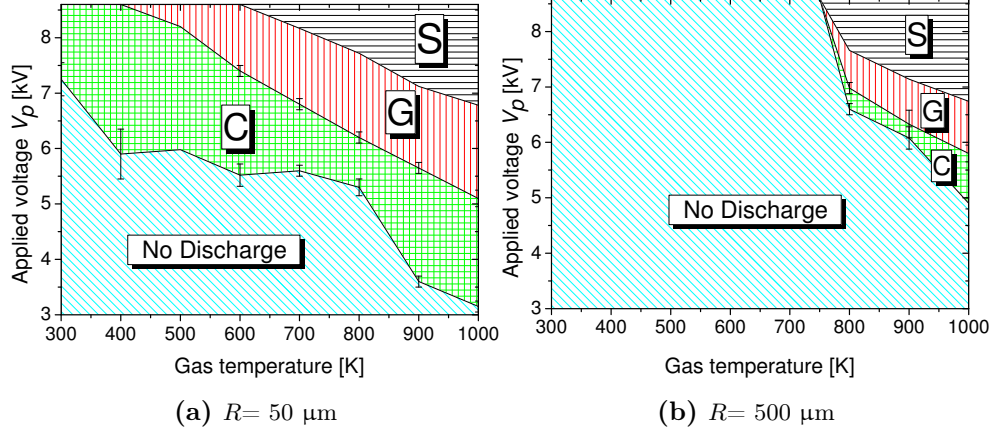 8
7
6
5
4
3
Applied voltage Vp [kV]
S
G
C
No Discharge
300 400 500 600 700 800 900 1000
Gas temperature [K]
(a) R= 50 µm
8
7
6
5
4
3
Applied voltage Vp [kV]
S
G
C
No Discharge
300 400 500 600 700 800 900 1000
Gas temperature [K]
(b) R= 500 µm